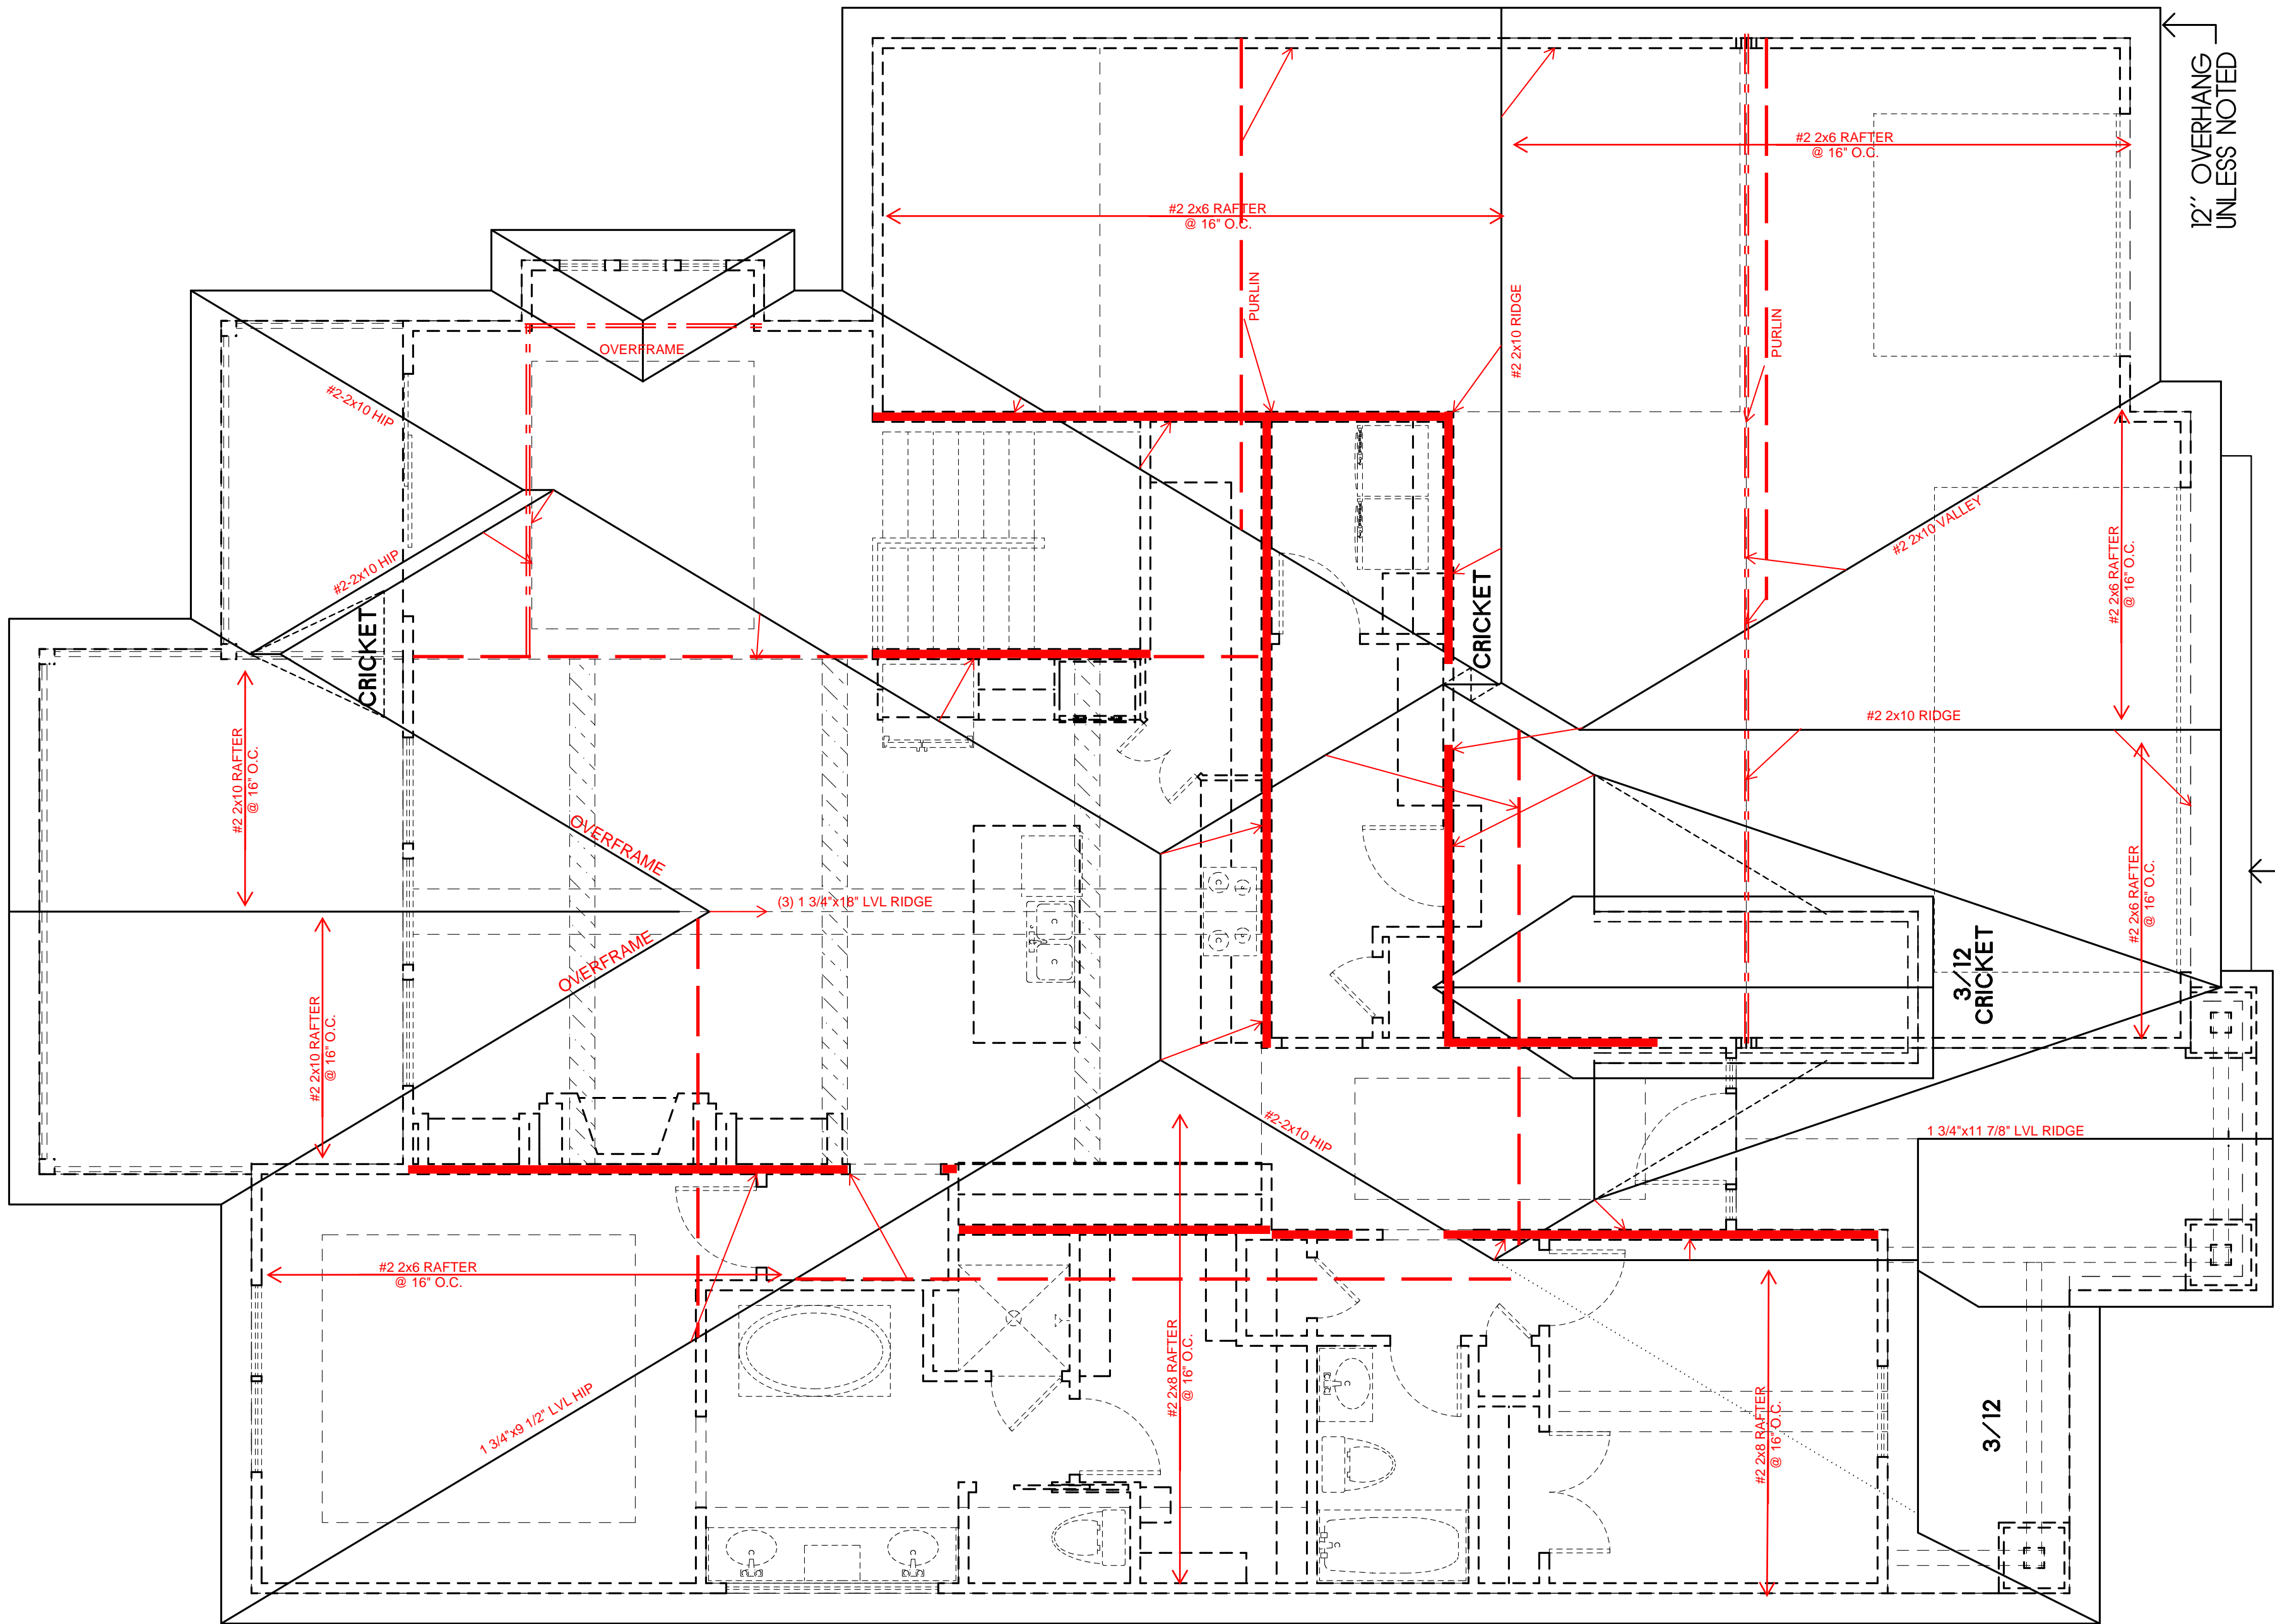 12" OVERHANG
UNLESS NOTED
#2 2x6 RAFTER
@ 16" O.C.
#2 2x6 RAFTER
@ 16" O.C.
PURLIN
#2 2x10 RIDGE
PURLIN
OVERFRAME
#2-2x10 HIP
#2-2x10 HIP
CRICKET
CRICKET
#2 2x10 VALLEY
#2 2x6 RAFTER
@ 16" O.C.
#2 2x10 RIDGE
#2 2x10 RAFTER
@ 16" O.C.
OVERFRAME
(3) 1 3/4"x18" LVL RIDGE
OVERFRAME
#2 2x6 RAFTER
@ 16" O.C.
3/12
CRICKET
#2 2x10 RAFTER
@ 16" O.C.
#2-2x10 HIP
1 3/4"x11 7/8" LVL RIDGE
#2 2x6 RAFTER
@ 16" O.C.
#2 2x8 RAFTER
@ 16" O.C.
1 3/4"x9 1/2" LVL HIP
#2 2x8 RAFTER
@ 16" O.C.
3/12